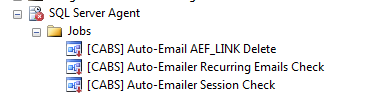 SQL Server Agent
Jobs
[CABS] Auto-Email AEF_LINK Delete
[CABS] Auto-Emailer Recurring Emails Check
[CABS] Auto-Emailer Session Check